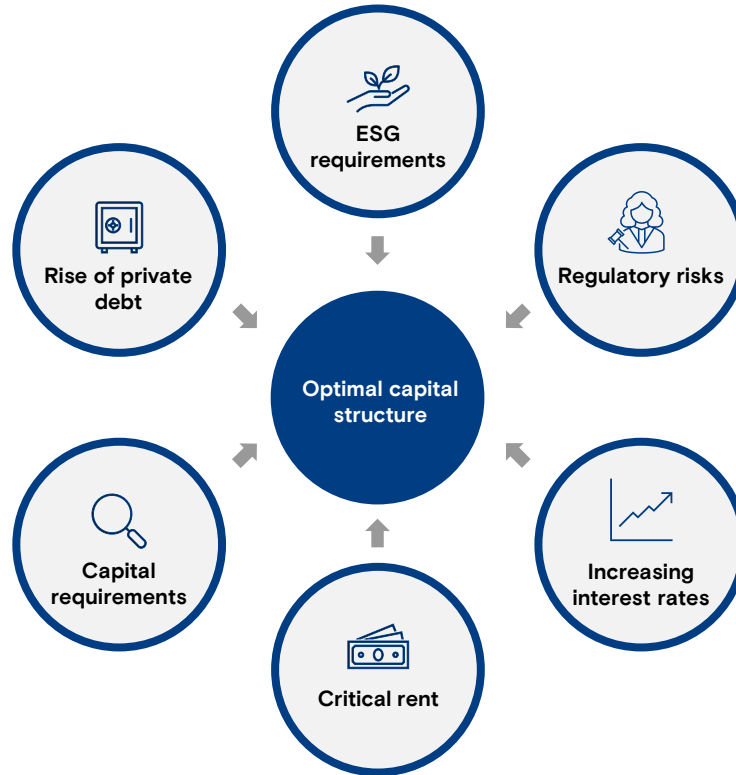 ESG
requirements
Rise of private
debt
Regulatory risks
Optimal capital
structure
Capital
requirements
Increasing
interest rates
Critical rent